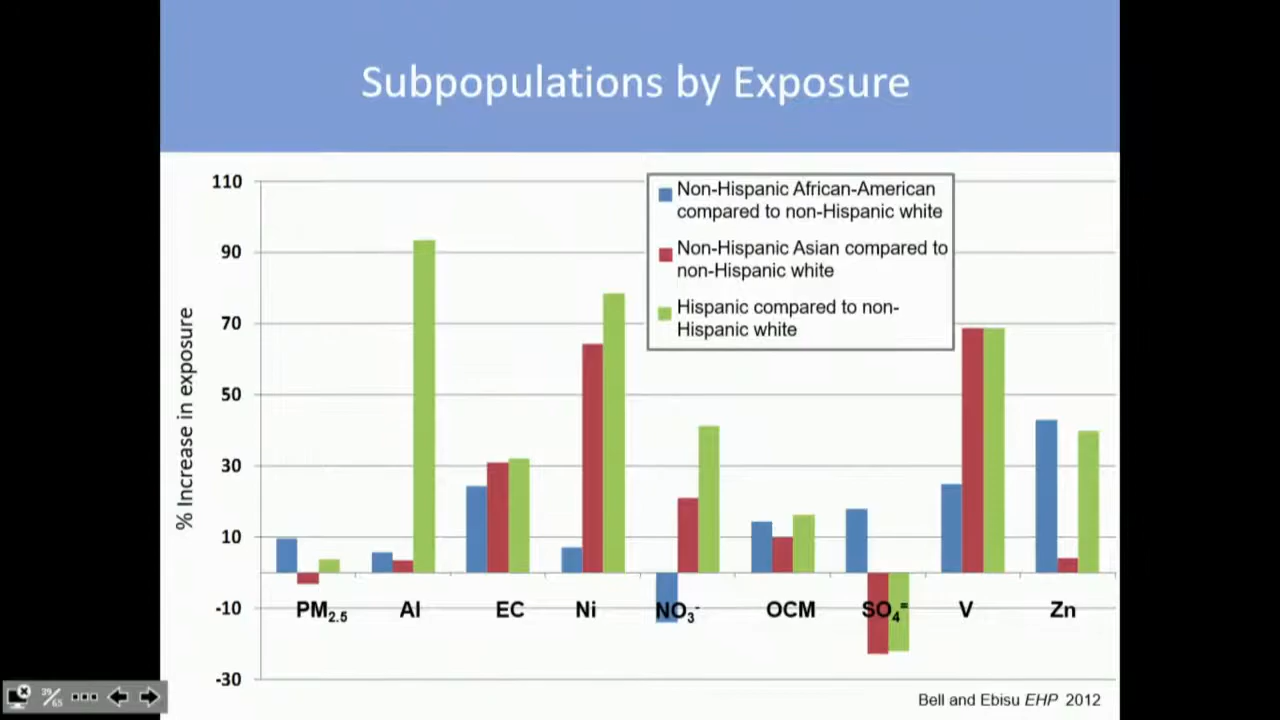 Subpopulations by Exposure
110
90
70
50
30
10
-10
-30
% Increase in exposure
Non-Hispanic African-American
compared to non-Hispanic white
Non-Hispanic Asian compared to
non-Hispanic white
Hispanic compared to non-
Hispanic white
PM2.5 Al EC Ni NO3- OCM SO4= V Zn
Bell and Ebisu EHP 2012
39/65